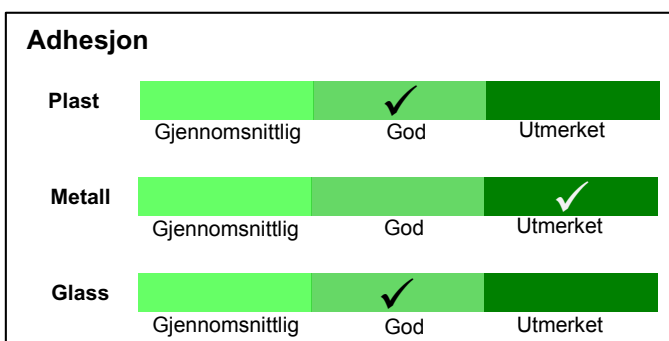 Adhesjon
Plast
Gjennomsnittlig God Utmerket
Metall
Gjennomsnittlig God Utmerket
Glass
Gjennomsnittlig God Utmerket